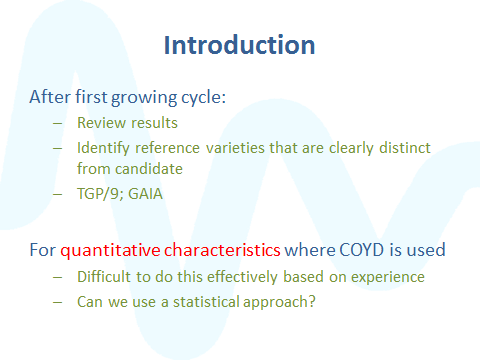 Introduction
After first growing cycle:
– Review results
– Identify reference varieties that are clearly distinct
from candidate
– TGP/9; GAIA
For quantitative characteristics where COYD is used
– Difficult to do this effectively based on experience
– Can we use a statistical approach?